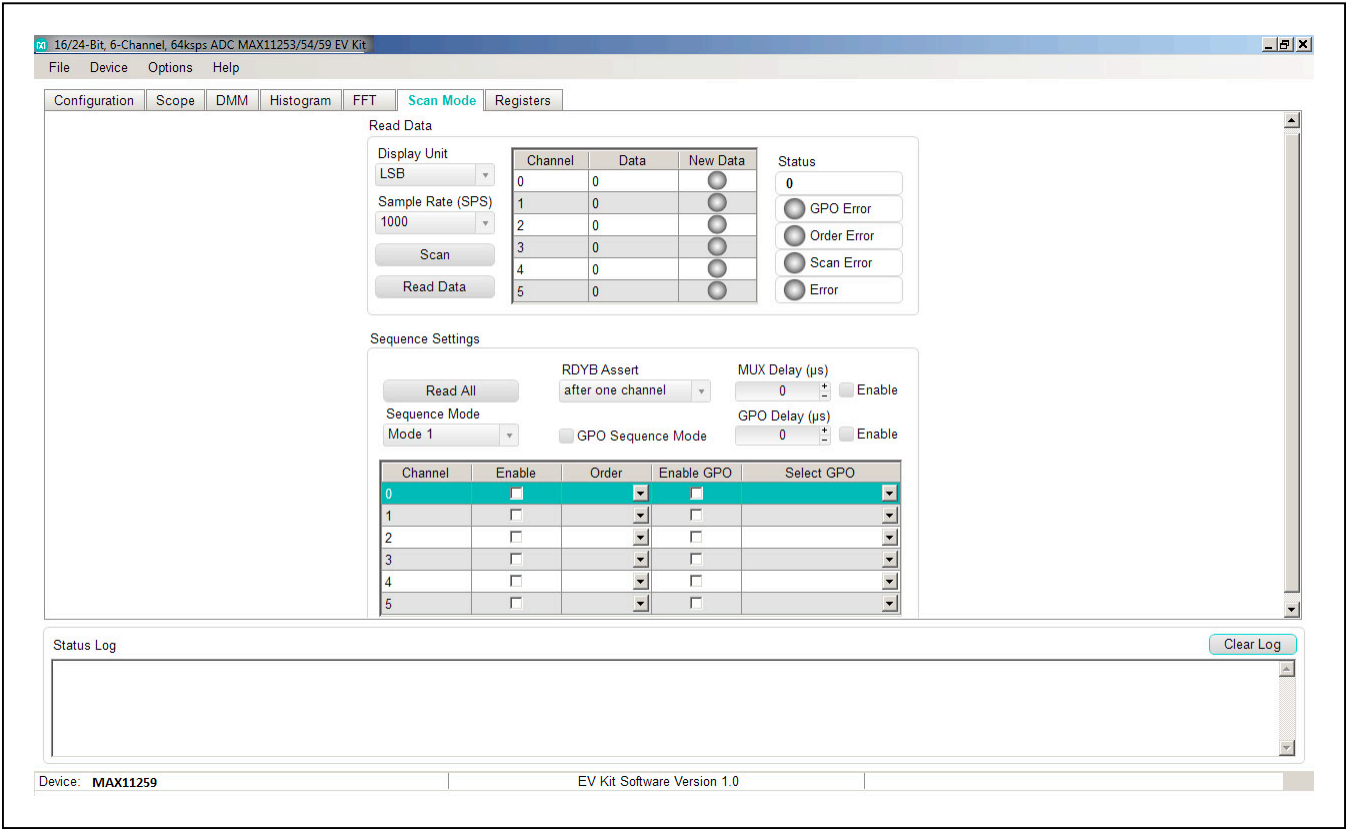 16/24-Bit, 6-Channel, 64ksps ADC MAX11253/54/59 EV Kit
File Device Options Help
Configuration Scope DMM Histogram FFT Scan Mode Registers
Read Data
Display Unit
LSB
Sample Rate (SPS)
1000
Scan
Read Data
Channel Data New Data
0 0
1 0
2 0
3 0
4 0
5 0
Status
0
GPO Error
Order Error
Scan Error
Error
Sequence Settings
Read All
RDYB Assert
after one channel
MUX Delay (µs)
0 Enable
Sequence Mode
Mode 1
GPO Sequence Mode
GPO Delay (µs)
0 Enable
Channel Enable Order Enable GPO Select GPO
0
1
2
3
4
5
Status Log
Clear Log
Device: MAX11259
EV Kit Software Version 1.0